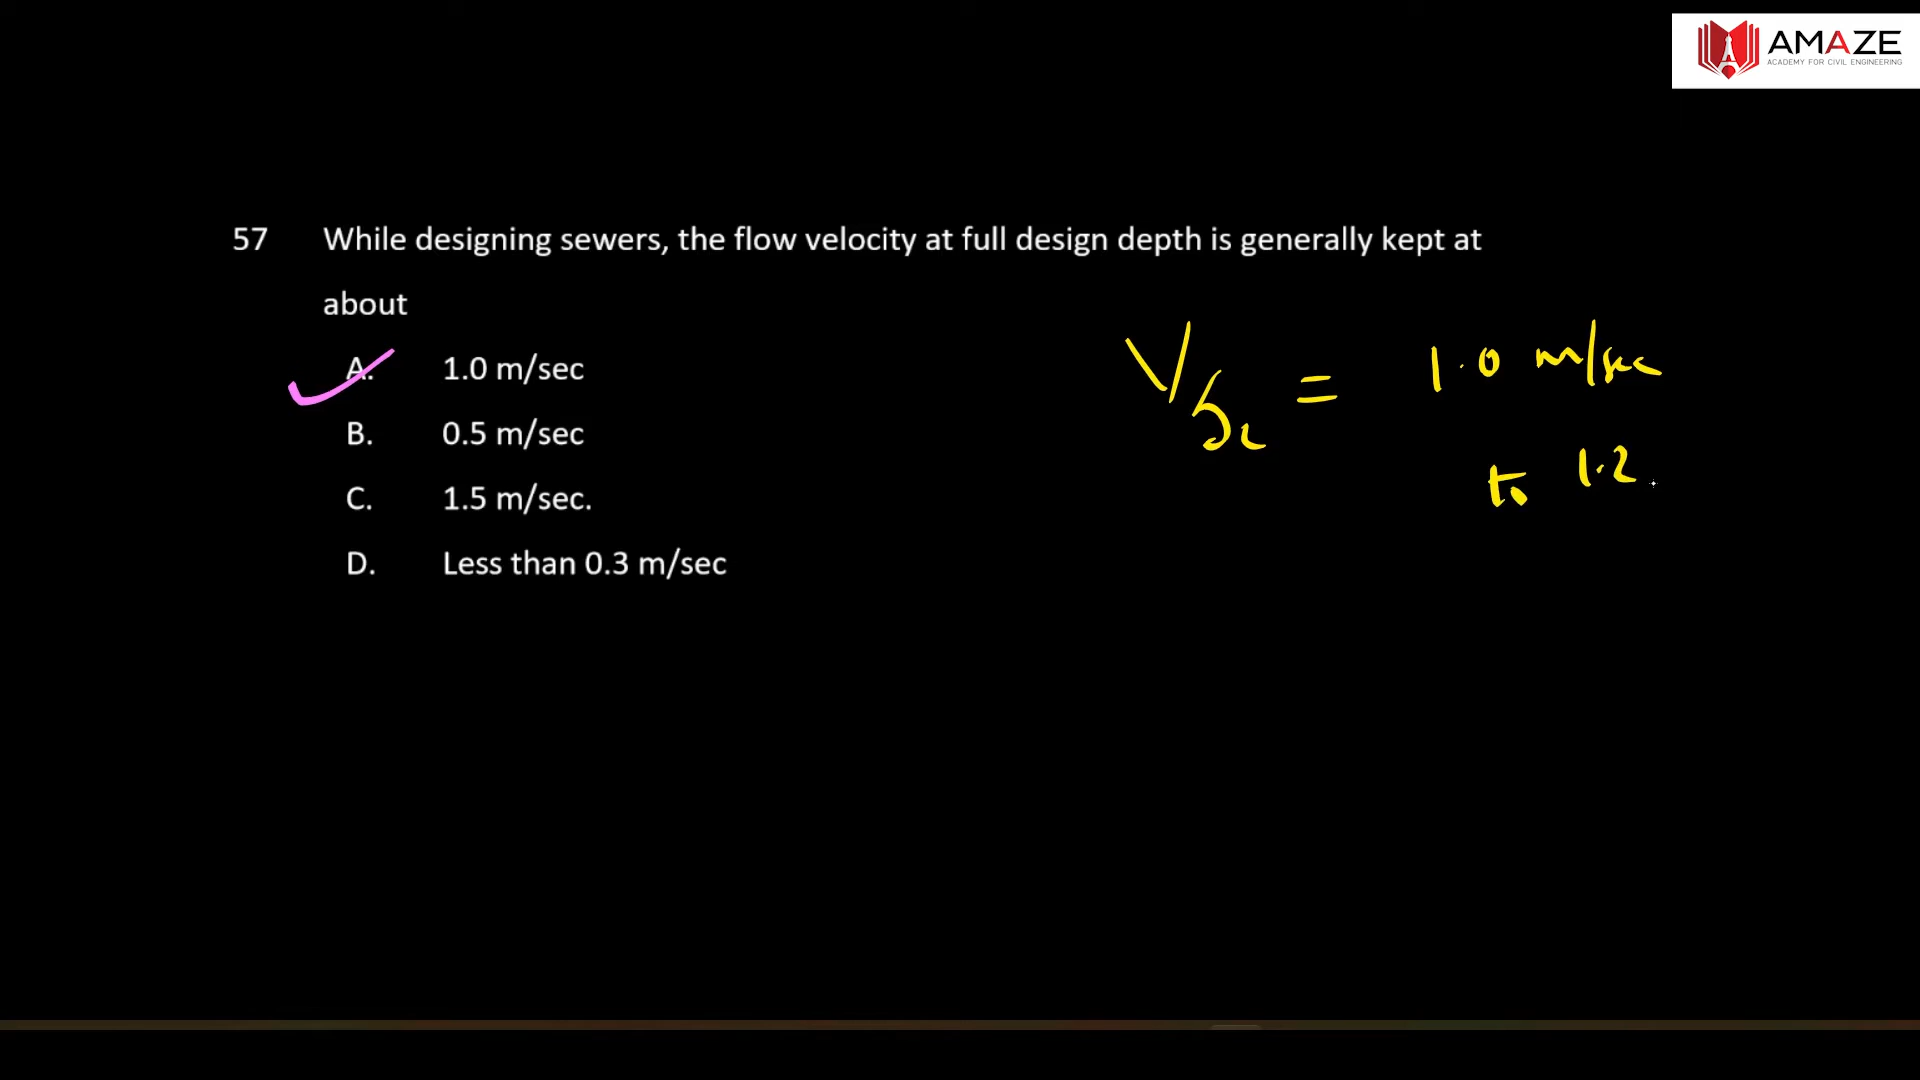 AMAZE
ACADEMY FOR CIVIL ENGINEERING
57 While designing sewers, the flow velocity at full design depth is generally kept at
about
A. 1.0 m/sec
B. 0.5 m/sec
C. 1.5 m/sec.
D. Less than 0.3 m/sec
= 1.0 m/sec
to 1.2